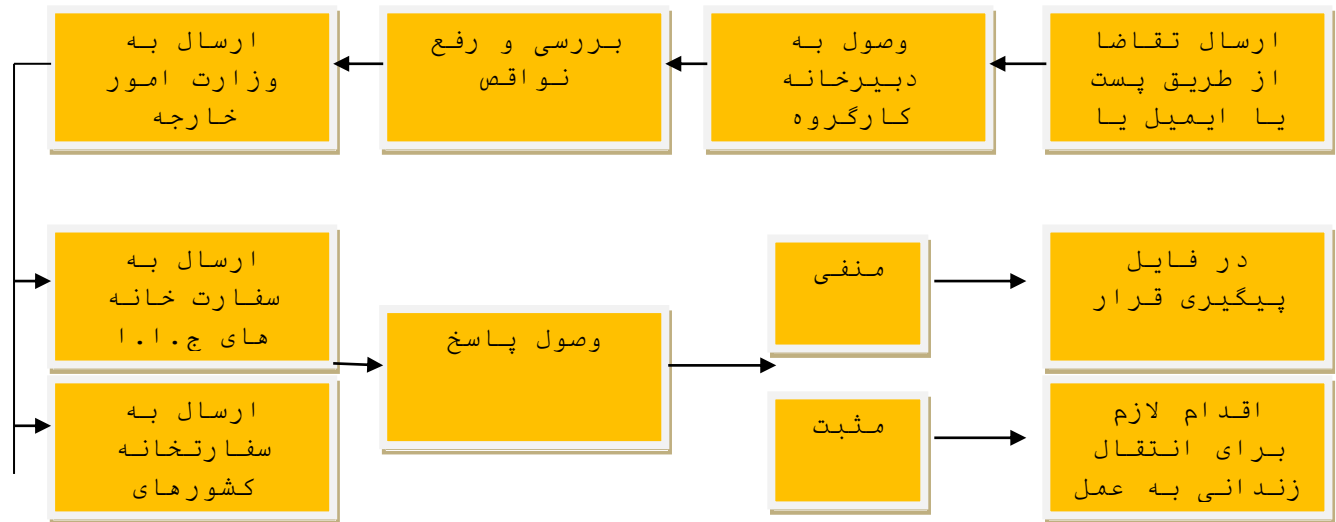 ارسال تقاضا
از طریق پست
یا ایمیل یا
وصول به
دبیرخانه
کارگروه
بررسی و رفع
نواقص
ارسال به
وزارت امور
خارجه
ارسال به
سفارت خانه
های ج.ا.ا
ارسال به
سفارتخانه
کشورهای
وصول پاسخ
منفی
در فایل
پیگیری قرار
مثبت
اقدام لازم
برای انتقال
زندانی به عمل